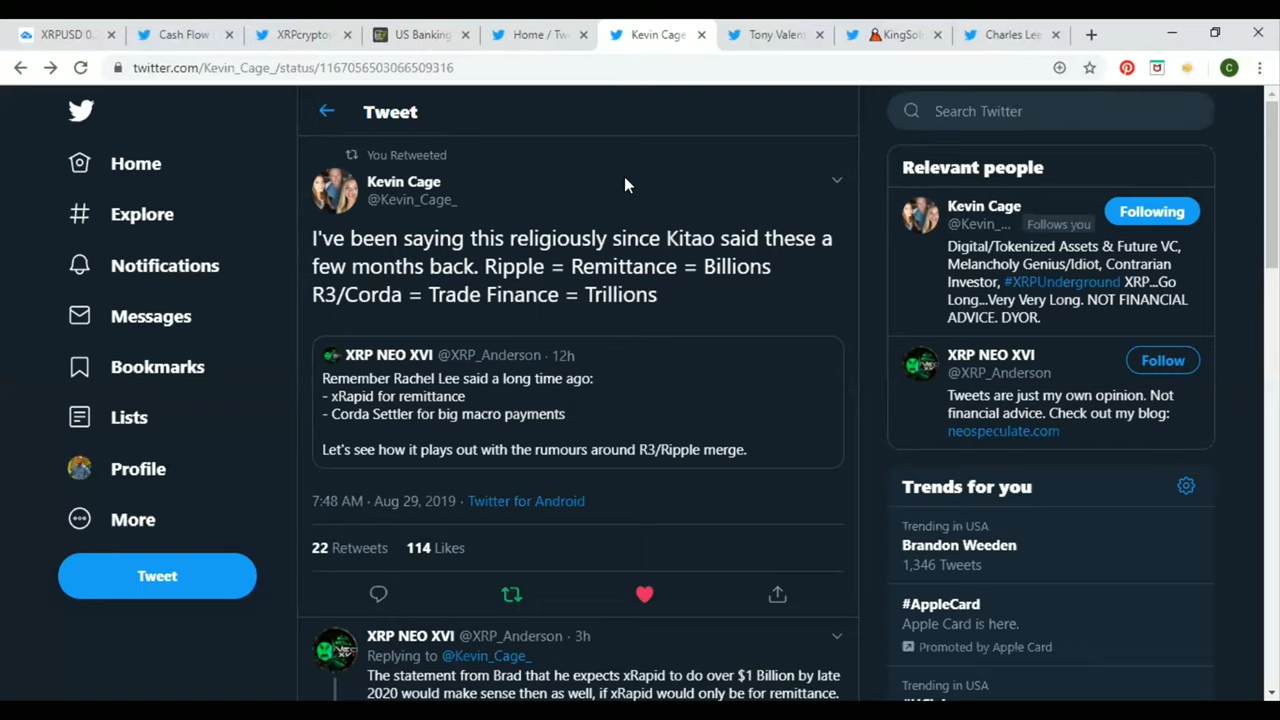 XRPUSD 0.
Cash Flow
XRPcryptov
US Banking
Home / Tw
Kevin Cage
Tony Valen
KingSol
Charles Lee
twitter.com/Kevin_Cage_/status/1167056503066509316
C
Home
Explore
Notifications
Messages
Bookmarks
Lists
Profile
More
Tweet
Tweet
You Retweeted
Kevin Cage
@Kevin_Cage_
I've been saying this religiously since Kitao said these a
few months back. Ripple = Remittance = Billions
R3/Corda = Trade Finance = Trillions
XRP NEO XVI @XRP_Anderson · 12h
Remember Rachel Lee said a long time ago:
- xRapid for remittance
- Corda Settler for big macro payments
Let's see how it plays out with the rumours around R3/Ripple merge.
7:48 AM · Aug 29, 2019 · Twitter for Android
22 Retweets 114 Likes
XRP NEO XVI @XRP_Anderson · 3h
Replying to @Kevin_Cage_
The statement from Brad that he expects xRapid to do over $1 Billion by late
2020 would make sense then as well, if xRapid would only be for remittance.
Search Twitter
Relevant people
Kevin Cage
@Kevin_... Follows you
Following
Digital/Tokenized Assets & Future VC,
Melancholy Genius/Idiot, Contrarian
Investor, #XRPUnderground XRP...Go
Long...Very Very Long. NOT FINANCIAL
ADVICE. DYOR.
XRP NEO XVI
@XRP_Anderson
Follow
Tweets are just my own opinion. Not
financial advice. Check out my blog:
neospeculate.com
Trends for you
Trending in USA
Brandon Weeden
1,346 Tweets
#AppleCard
Apple Card is here.
Promoted by Apple Card
Trending in USA